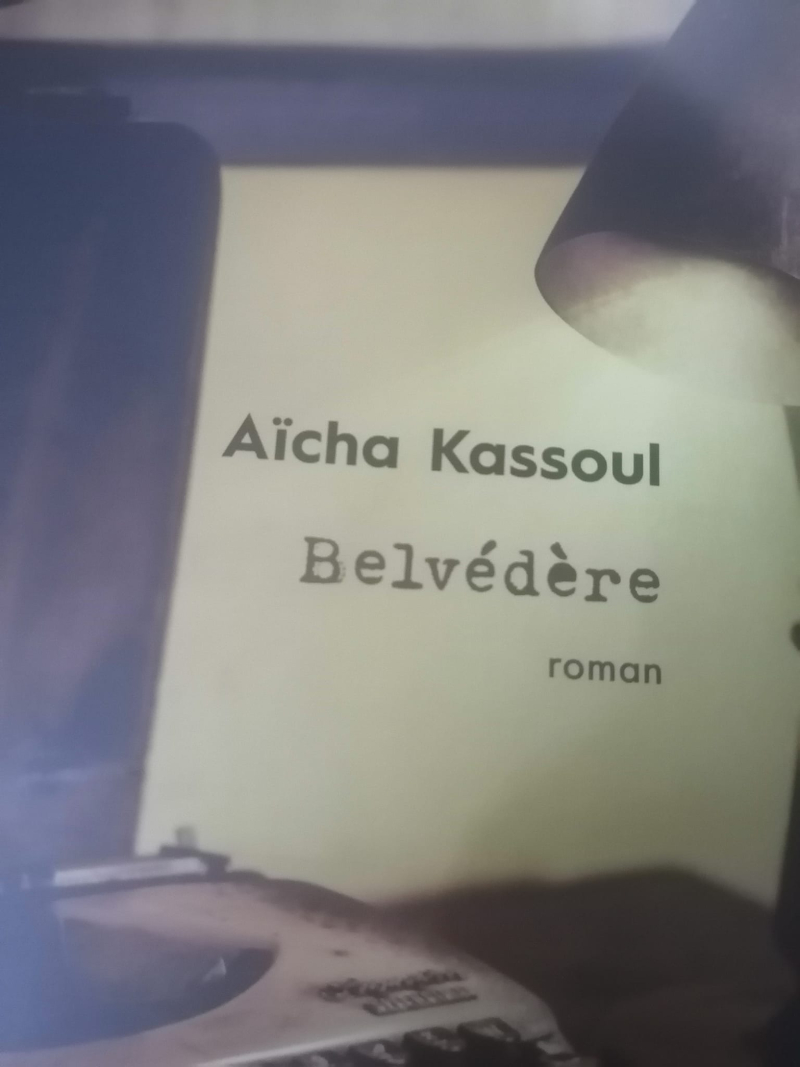 Aïcha Kassoul
Belvédère
roman